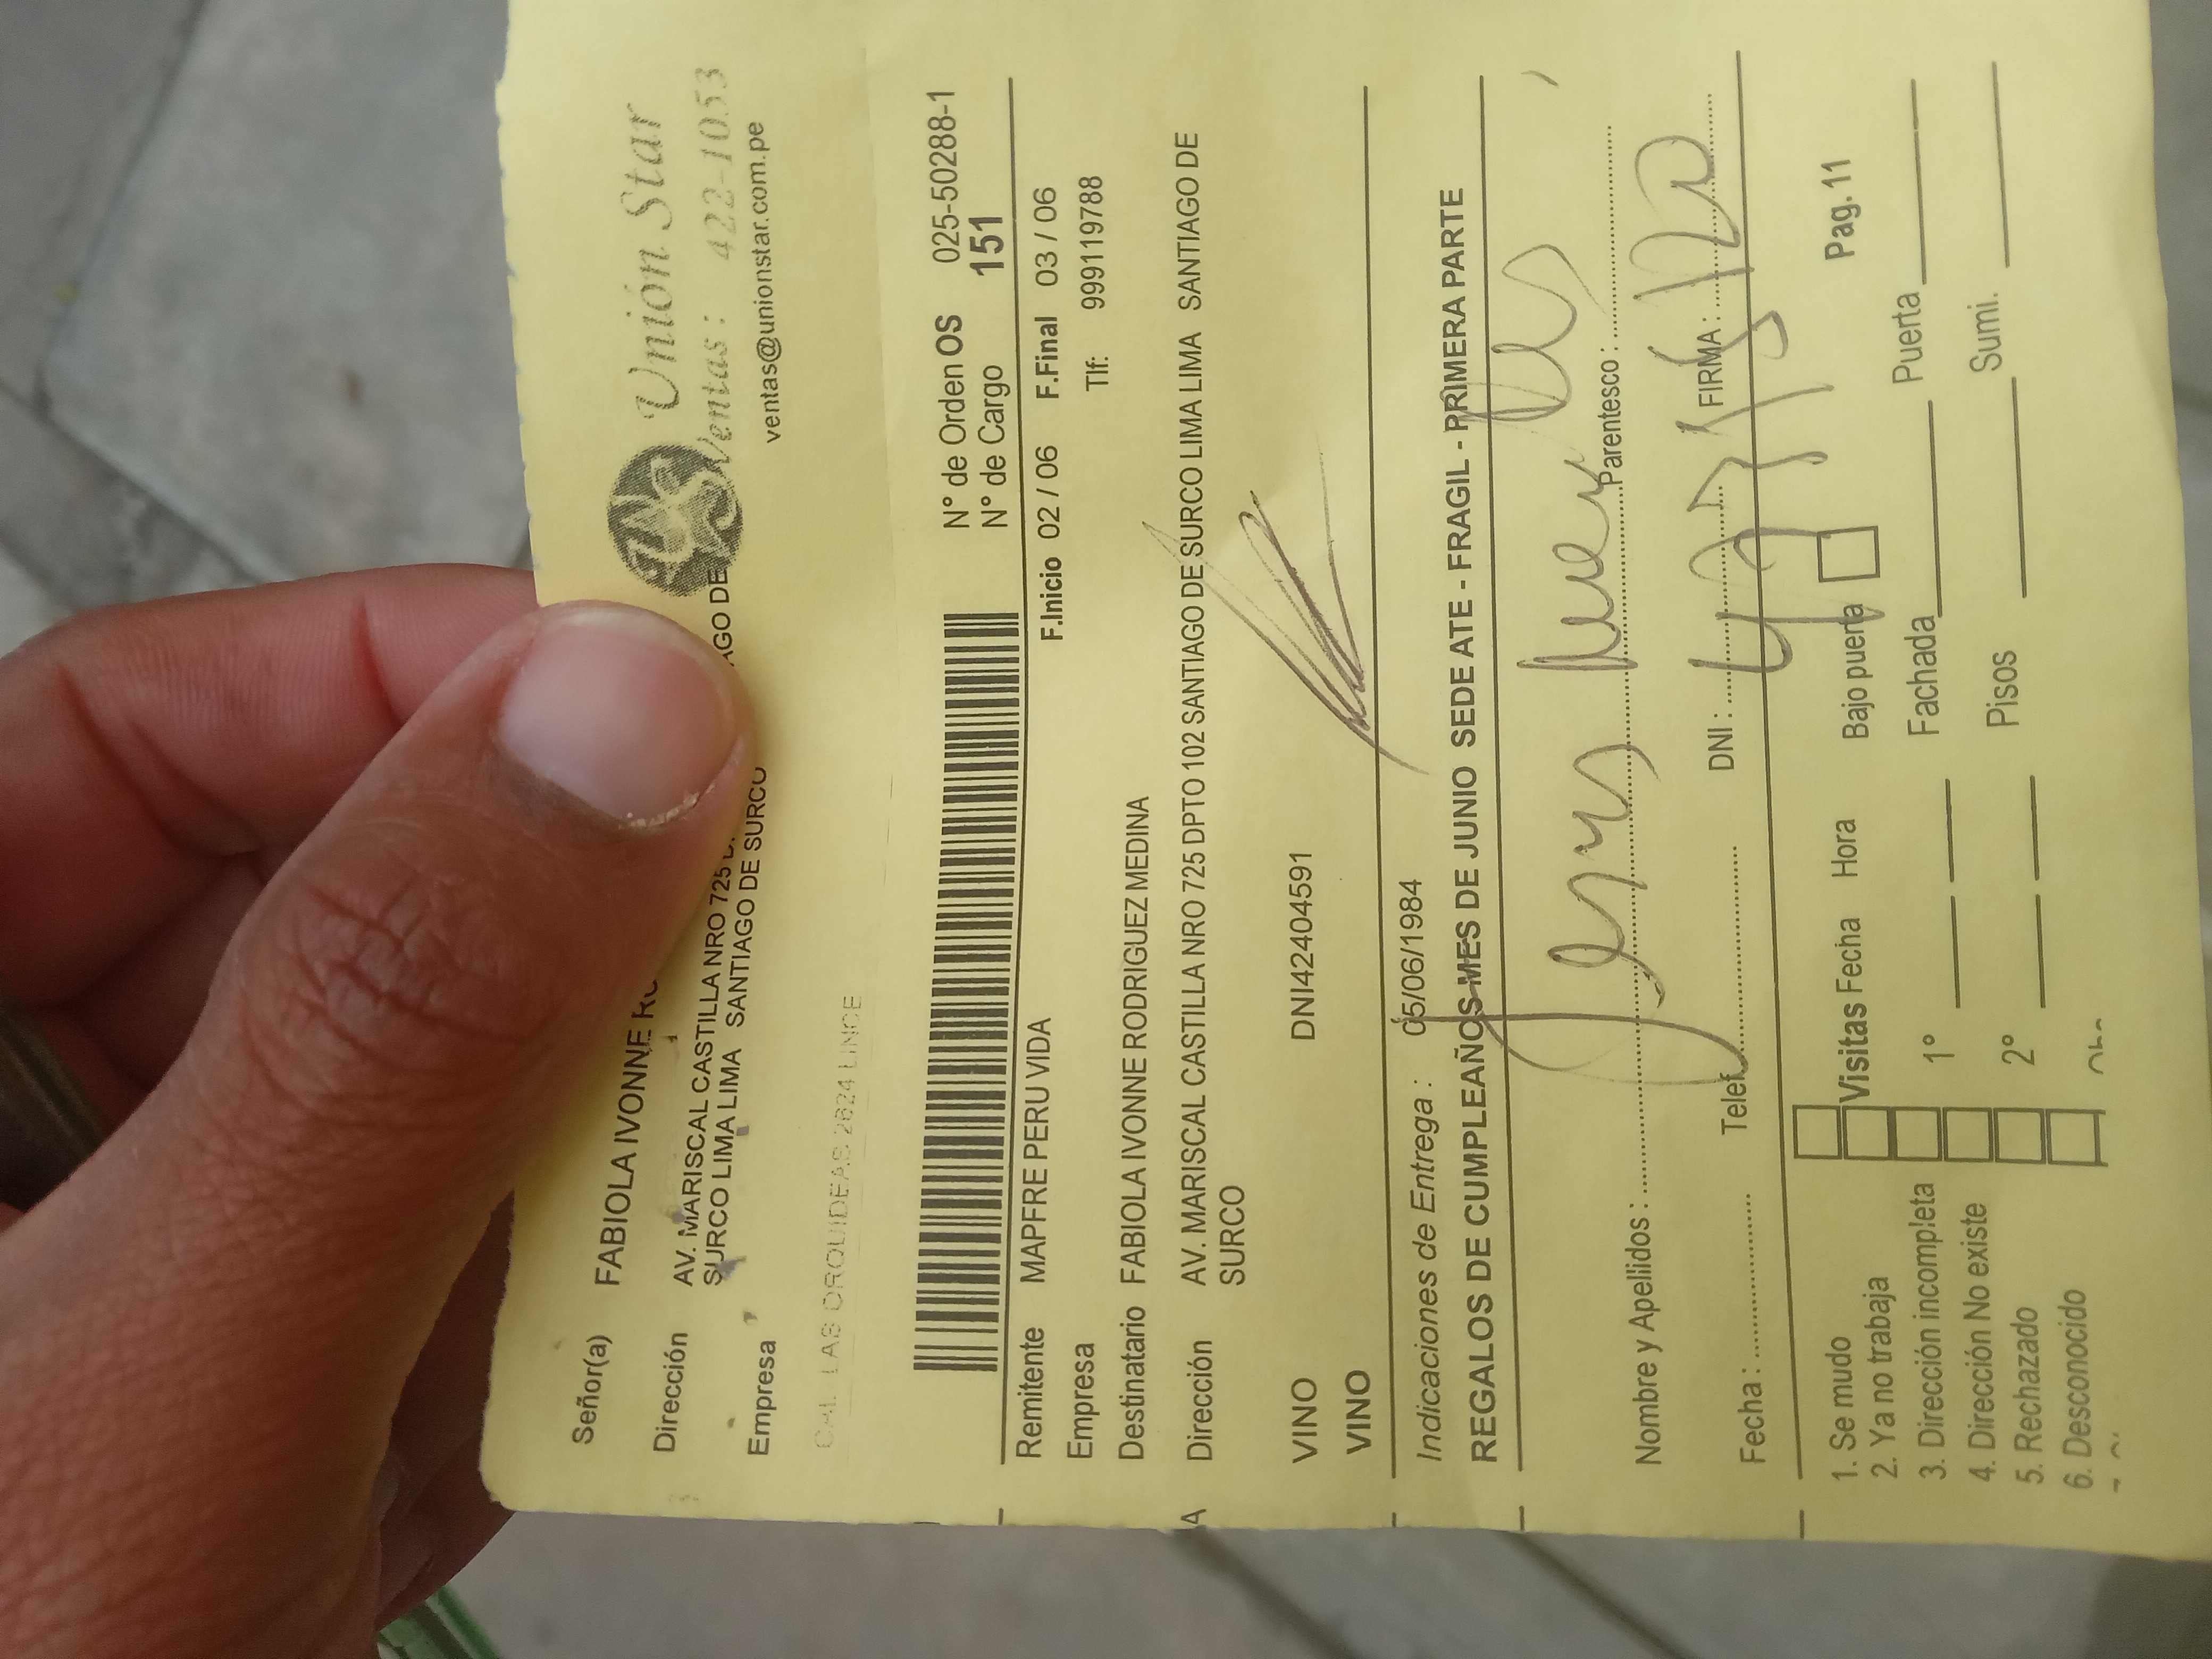 Unión Star
Ventas : 422-1053
ventas@unionstar.com.pe
Señor(a) FABIOLA IVONNE
Dirección AV. MARISCAL CASTILLA NRO 725
SURCO LIMA LIMA SANTIAGO DE SURCO
Empresa
CAL LAS ORQUIDEAS 2624 LINCE
N° de Orden OS 025-50288-1
N° de Cargo 151
Remitente MAPFRE PERU VIDA F.Inicio 02 / 06 F.Final 03 / 06
Empresa Tlf: 999119788
Destinatario FABIOLA IVONNE RODRIGUEZ MEDINA
Dirección AV. MARISCAL CASTILLA NRO 725 DPTO 102 SANTIAGO DE SURCO LIMA LIMA SANTIAGO DE
SURCO
VINO DNI42404591
VINO
Indicaciones de Entrega : 05/06/1984
REGALOS DE CUMPLEAÑOS MES DE JUNIO SEDE ATE - FRAGIL - PRIMERA PARTE
Nombre y Apellidos : Parentesco :
Fecha : Telef. DNI : FIRMA :
1. Se mudo Visitas Fecha Hora Bajo puerta Pag. 11
2. Ya no trabaja
3. Dirección incompleta 1° Fachada Puerta
4. Dirección No existe
5. Rechazado 2° Pisos Sumi.
6. Desconocido